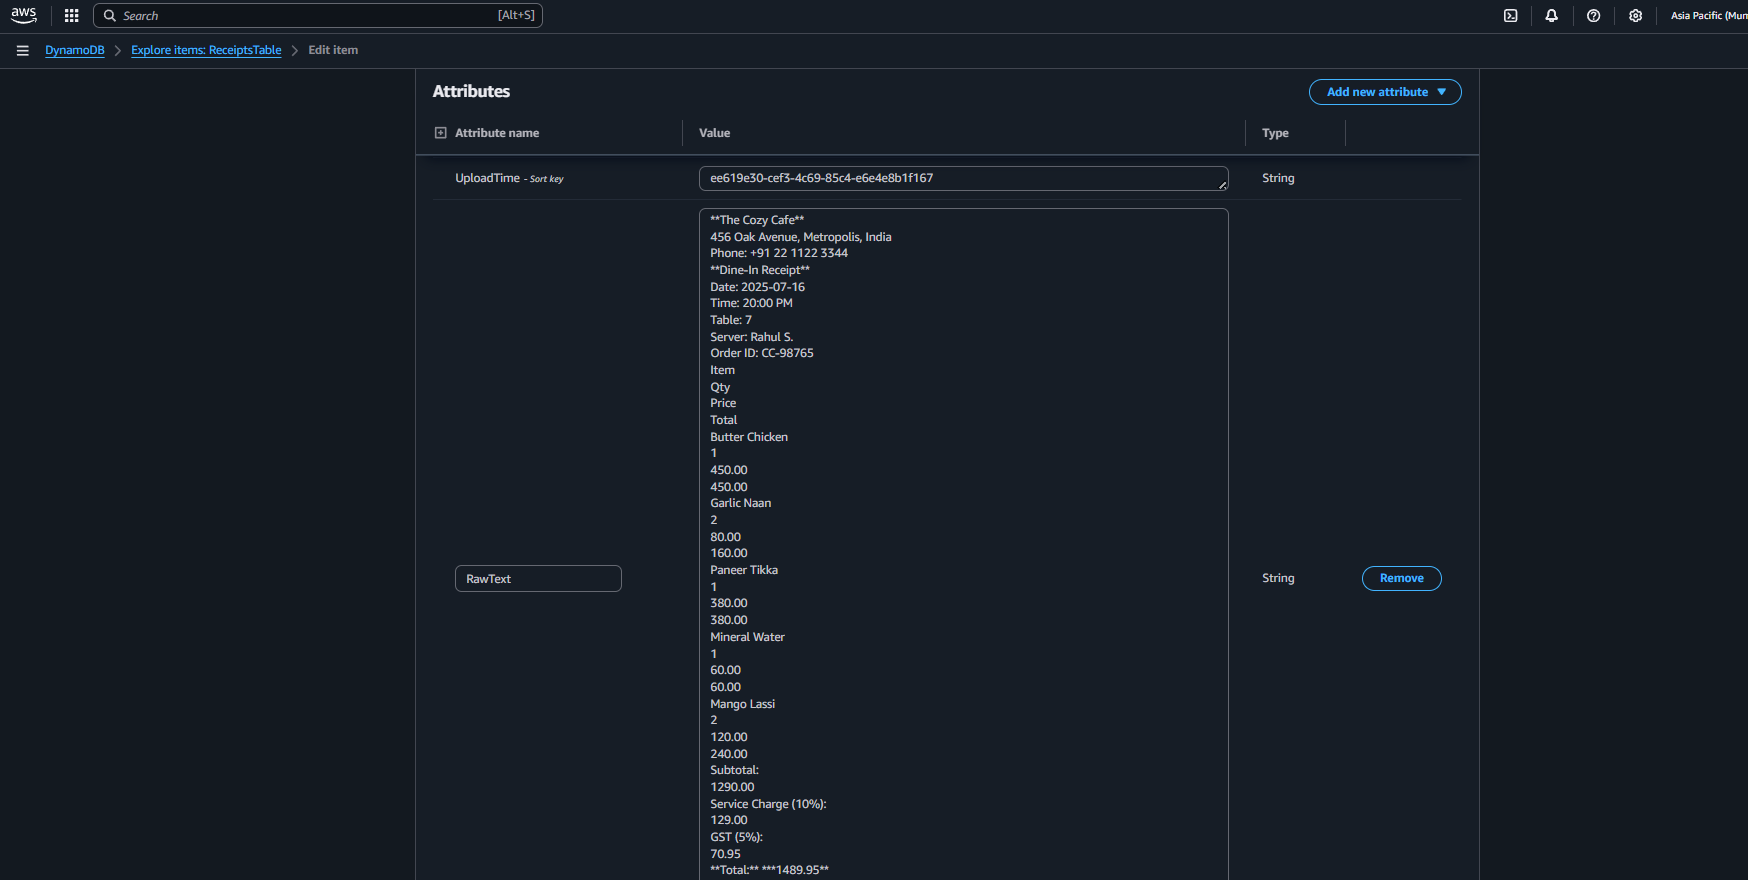 aws
Search [Alt+S]
Asia Pacific (Mum
DynamoDB > Explore items: ReceiptsTable > Edit item
Attributes
Add new attribute
Attribute name Value Type
UploadTime - Sort key ee619e30-cef3-4c69-85c4-e6e4e8b1f167 String
**The Cozy Cafe**
456 Oak Avenue, Metropolis, India
Phone: +91 22 1122 3344
**Dine-In Receipt**
Date: 2025-07-16
Time: 20:00 PM
Table: 7
Server: Rahul S.
Order ID: CC-98765
Item
Qty
Price
Total
Butter Chicken
1
450.00
450.00
Garlic Naan
2
80.00
160.00
Paneer Tikka
RawText String Remove
1
380.00
380.00
Mineral Water
1
60.00
60.00
Mango Lassi
2
120.00
240.00
Subtotal:
1290.00
Service Charge (10%):
129.00
GST (5%):
70.95
**Total:** ***1489.95**